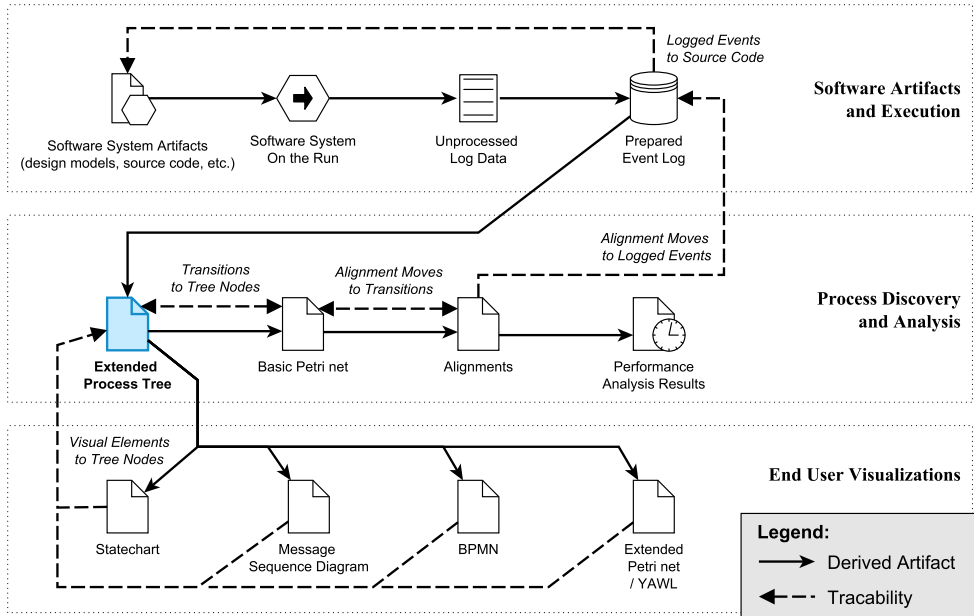 Logged Events
to Source Code
Software Artifacts
and Execution
Software System Artifacts
(design models, source code, etc.)
Software System
On the Run
Unprocessed
Log Data
Prepared
Event Log
Alignment Moves
to Logged Events
Transitions
to Tree Nodes
Alignment Moves
to Transitions
Process Discovery
and Analysis
Extended
Process Tree
Basic Petri net
Alignments
Performance
Analysis Results
Visual Elements
to Tree Nodes
End User Visualizations
Statechart
Message
Sequence Diagram
BPMN
Extended
Petri net
/ YAWL
Legend:
Derived Artifact
Tracability